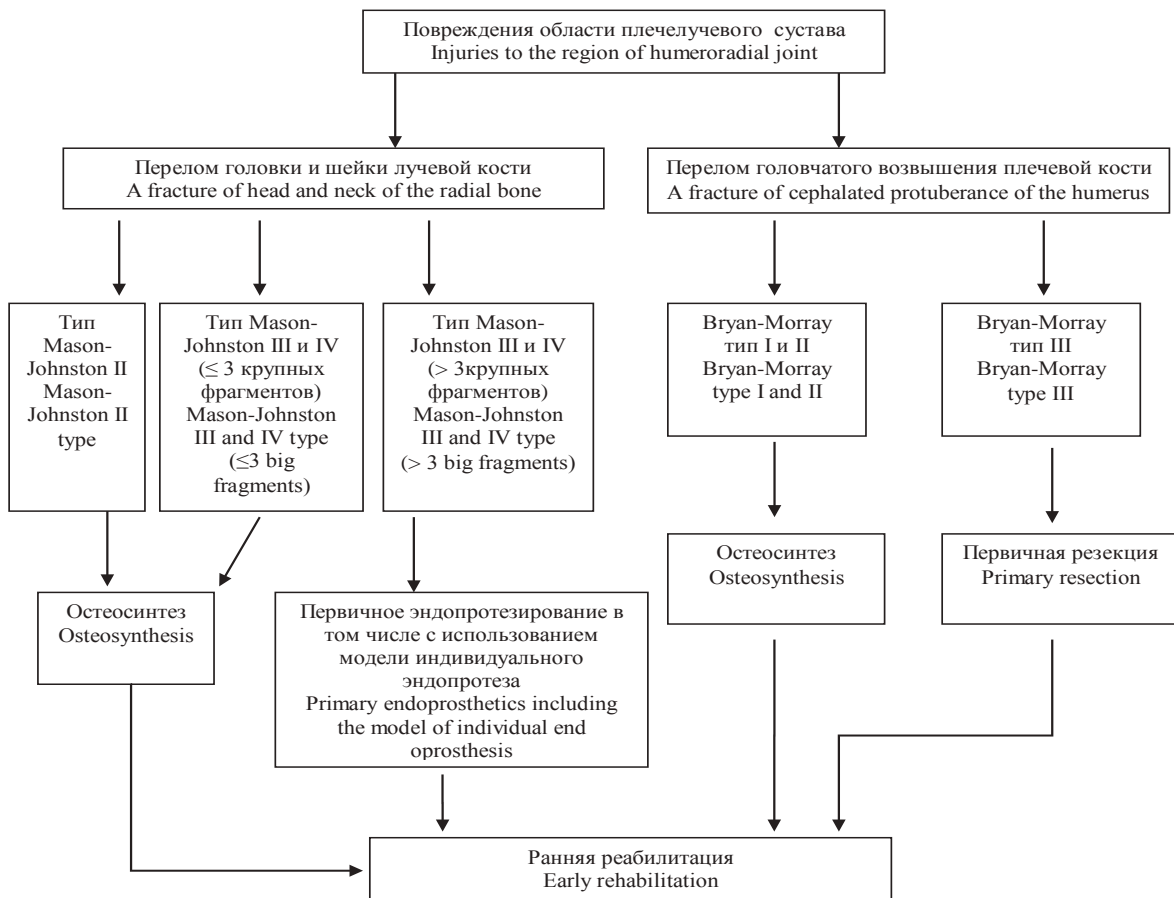 Повреждения области плечелучевого сустава
Injuries to the region of humeroradial joint
Перелом головки и шейки лучевой кости
A fracture of head and neck of the radial bone
Перелом головчатого возвышения плечевой кости
A fracture of cephalated protuberance of the humerus
Тип
Mason-
Johnston II
Mason-
Johnston II
type
Тип Mason-
Johnston III и IV
(≤ 3 крупных
фрагментов)
Mason-Johnston
III and IV type
(≤3 big
fragments)
Тип Mason-
Johnston III и IV
(> 3крупных
фрагментов)
Mason-Johnston
III and IV type
(> 3 big fragments)
Bryan-Morray
тип I и II
Bryan-Morray
type I and II
Bryan-Morray
тип III
Bryan-Morray
type III
Остеосинтез
Osteosynthesis
Первичное эндопротезирование в
том числе с использованием
модели индивидуального
эндопротеза
Primary endoprosthetics including
the model of individual end
oprosthesis
Остеосинтез
Osteosynthesis
Первичная резекция
Primary resection
Ранняя реабилитация
Early rehabilitation